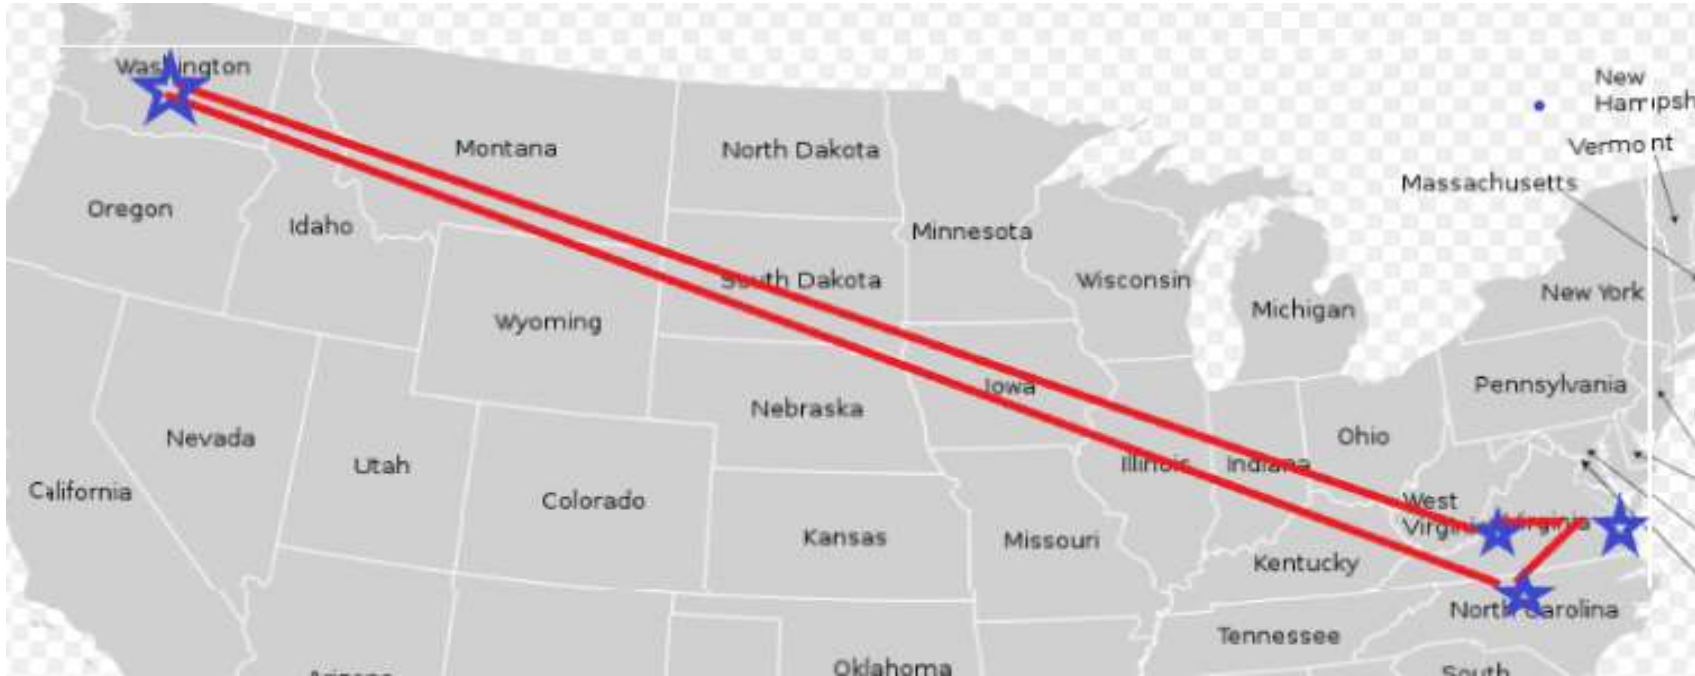 Washington
New
Hampsh
Vermont
Massachusetts
Montana
North Dakota
Oregon
Idaho
Minnesota
South Dakota
Wisconsin
New York
Michigan
Wyoming
Iowa
Pennsylvania
Nebraska
Nevada
Ohio
Utah
Illinois
Indiana
California
Colorado
West
Virginia
Virginia
Kansas
Missouri
Kentucky
North Carolina
Tennessee
Oklahoma
South